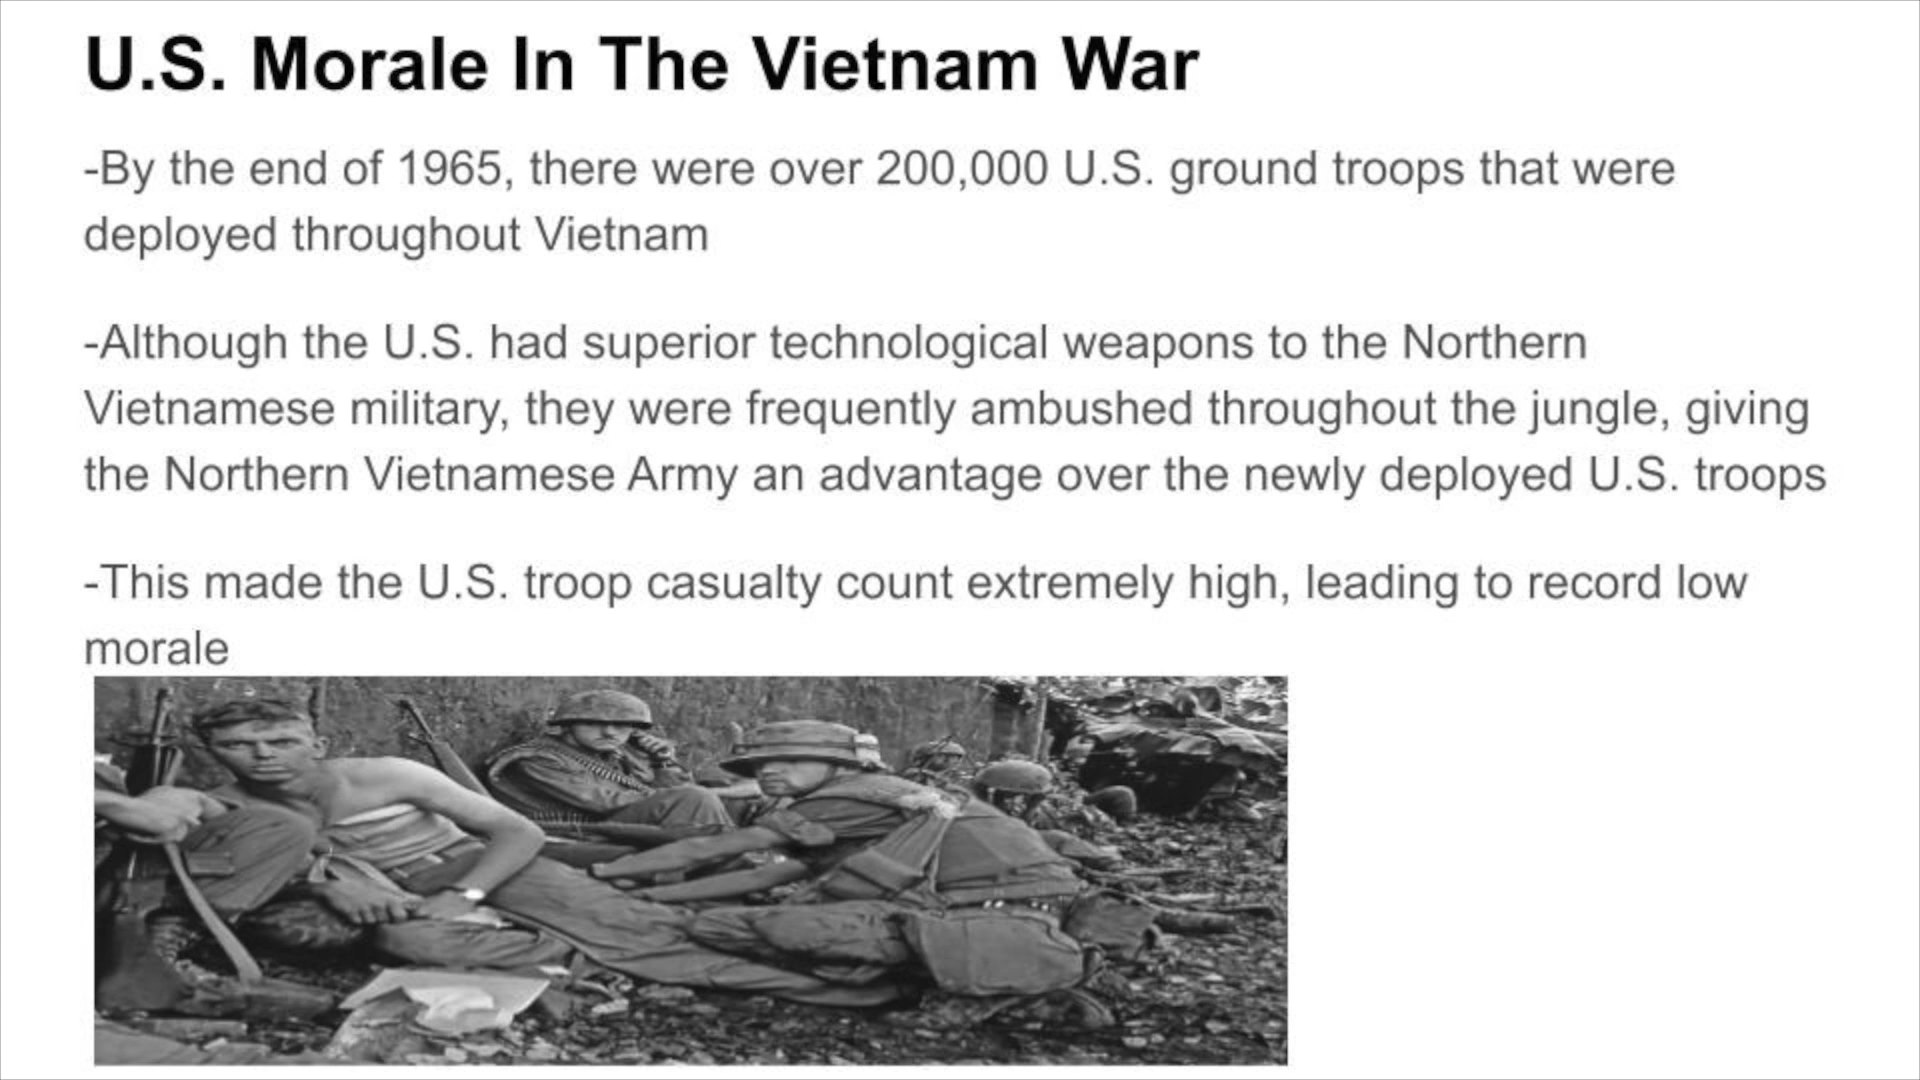 U.S. Morale In The Vietnam War
-By the end of 1965, there were over 200,000 U.S. ground troops that were
deployed throughout Vietnam
-Although the U.S. had superior technological weapons to the Northern
Vietnamese military, they were frequently ambushed throughout the jungle, giving
the Northern Vietnamese Army an advantage over the newly deployed U.S. troops
-This made the U.S. troop casualty count extremely high, leading to record low
morale